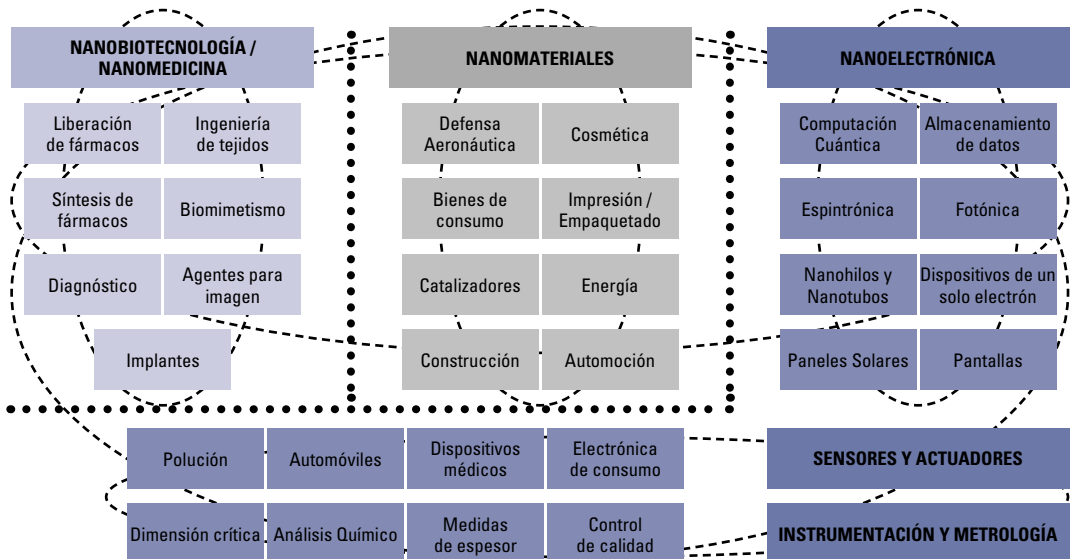 NANOBIOTECNOLOGÍA /
NANOMEDICINA
Liberación
de fármacos
Ingeniería
de tejidos
Síntesis de
fármacos
Biomimetismo
Diagnóstico
Agentes para
imagen
Implantes
NANOMATERIALES
Defensa
Aeronáutica
Cosmética
Bienes de
consumo
Impresión /
Empaquetado
Catalizadores
Energía
Construcción
Automoción
NANOELECTRÓNICA
Computación
Cuántica
Almacenamiento
de datos
Espintrónica
Fotónica
Nanohilos y
Nanotubos
Dispositivos de un
solo electrón
Paneles Solares
Pantallas
Polución
Automóviles
Dispositivos
médicos
Electrónica
de consumo
SENSORES Y ACTUADORES
Dimensión crítica
Análisis Químico
Medidas
de espesor
Control
de calidad
INSTRUMENTACIÓN Y METROLOGÍA